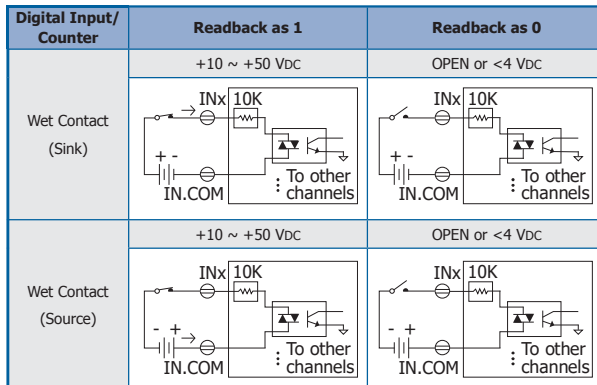 Digital Input/
Counter
Readback as 1
Readback as 0
Wet Contact
(Sink)
+10 ~ +50 VDC
OPEN or <4 VDC
INx 10K
+ -
IN.COM
To other
channels
INx 10K
+ -
IN.COM
To other
channels
Wet Contact
(Source)
+10 ~ +50 VDC
OPEN or <4 VDC
INx 10K
- +
IN.COM
To other
channels
INx 10K
- +
IN.COM
To other
channels